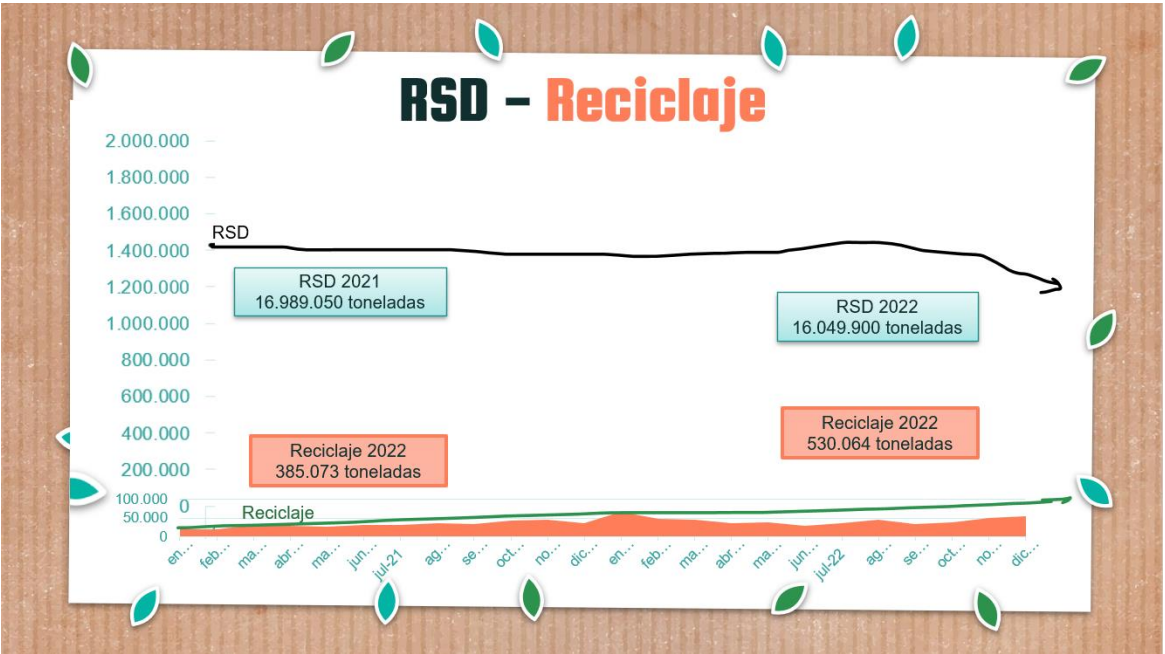 RSD – Reciclaje
2.000.000
1.800.000
1.600.000
RSD
1.400.000
RSD 2021
16.989.050 toneladas
1.200.000
RSD 2022
16.049.900 toneladas
1.000.000
800.000
600.000
400.000
Reciclaje 2022
385.073 toneladas
Reciclaje 2022
530.064 toneladas
200.000
100.000
0
50.000
Reciclaje
0
en...
feb...
ma...
abr...
ma...
jun...
jul-21
ag...
se...
oct...
no...
dic...
en...
feb...
ma...
abr...
ma...
jun...
jul-22
ag...
se...
oct...
no...
dic...